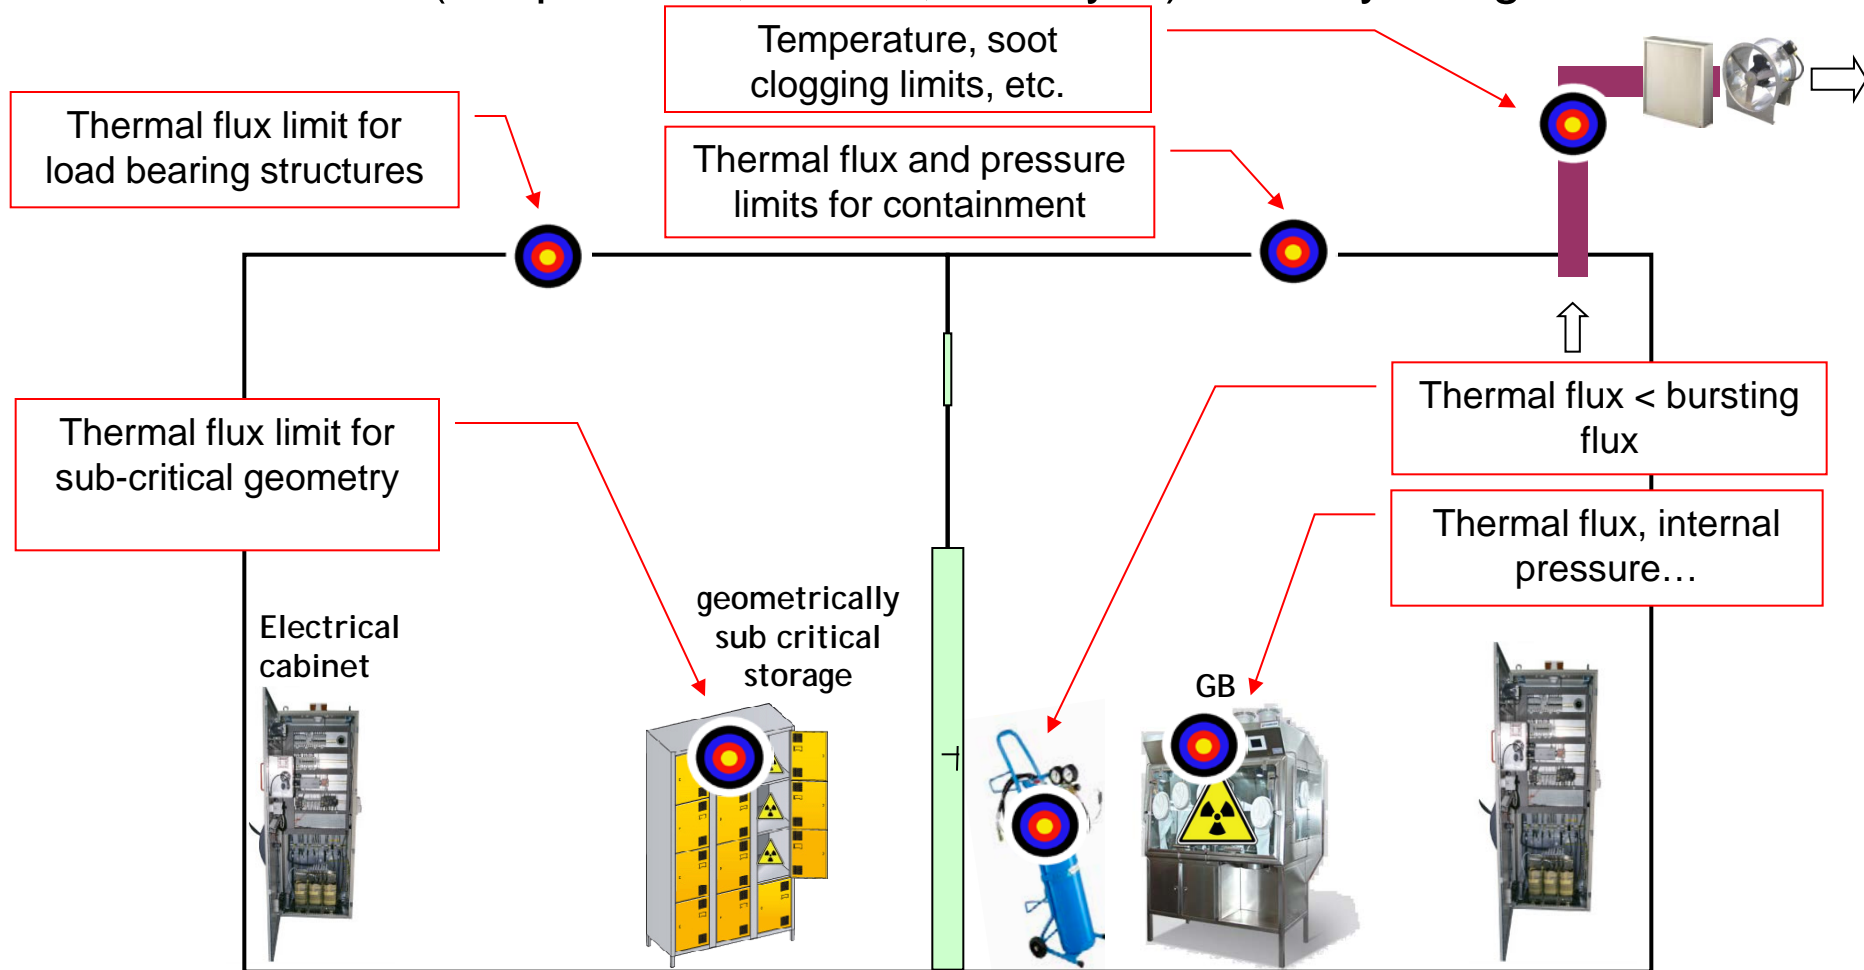 Temperature, soot
clogging limits, etc.
Thermal flux limit for
load bearing structures
Thermal flux and pressure
limits for containment
Thermal flux < bursting
flux
Thermal flux limit for
sub-critical geometry
Thermal flux, internal
pressure…
geometrically
sub critical
storage
Electrical
cabinet
GB